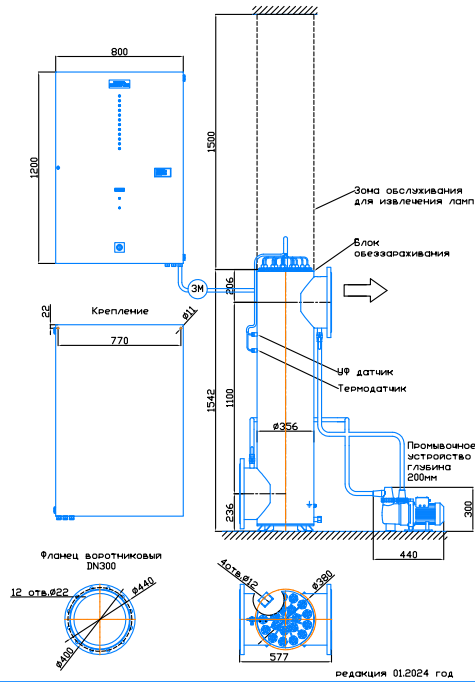 800
1200
1500
Зома обслуживания
для извлечения ламп
Блок
обеззараживания
206
ЗМ
22
Крепление
Ø11
770
УФ датчик
Термодатчик
1542
1100
Ø356
Промывочное
устройство
глубина
200мм
300
236
440
Фланец воротниковый
DN300
12 отв.Ø22
Ø440
Ø400
4отв.Ø12
Ø380
577
редакция 01.2024 год